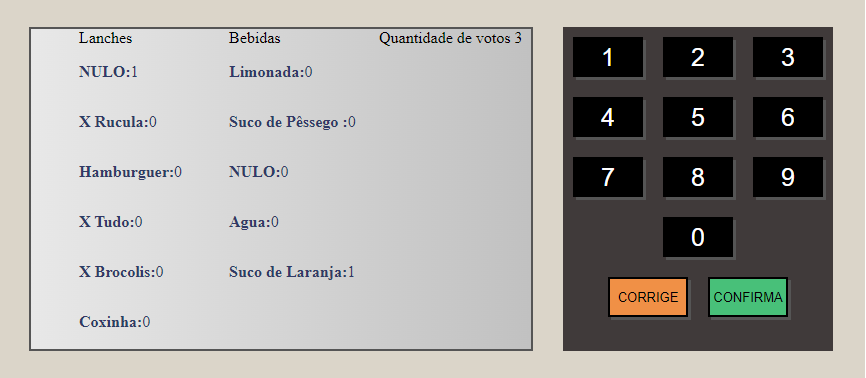 Lanches Bebidas Quantidade de votos 3
NULO:1 Limonada:0
X Rucula:0 Suco de Pêssego :0
Hamburguer:0 NULO:0
X Tudo:0 Agua:0
X Brocolis:0 Suco de Laranja:1
Coxinha:0
1 2 3
4 5 6
7 8 9
0
CORRIGE CONFIRMA